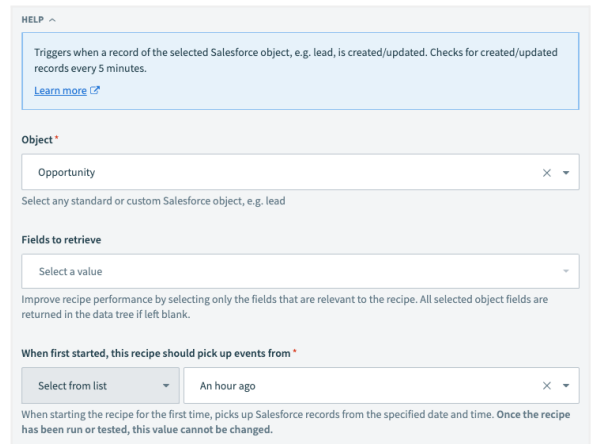 HELP
Triggers when a record of the selected Salesforce object, e.g. lead, is created/updated. Checks for created/updated
records every 5 minutes.
Learn more
Object*
Opportunity
Select any standard or custom Salesforce object, e.g. lead
Fields to retrieve
Select a value
Improve recipe performance by selecting only the fields that are relevant to the recipe. All selected object fields are
returned in the data tree if left blank.
When first started, this recipe should pick up events from*
Select from list An hour ago
When starting the recipe for the first time, picks up Salesforce records from the specified date and time. Once the recipe
has been run or tested, this value cannot be changed.